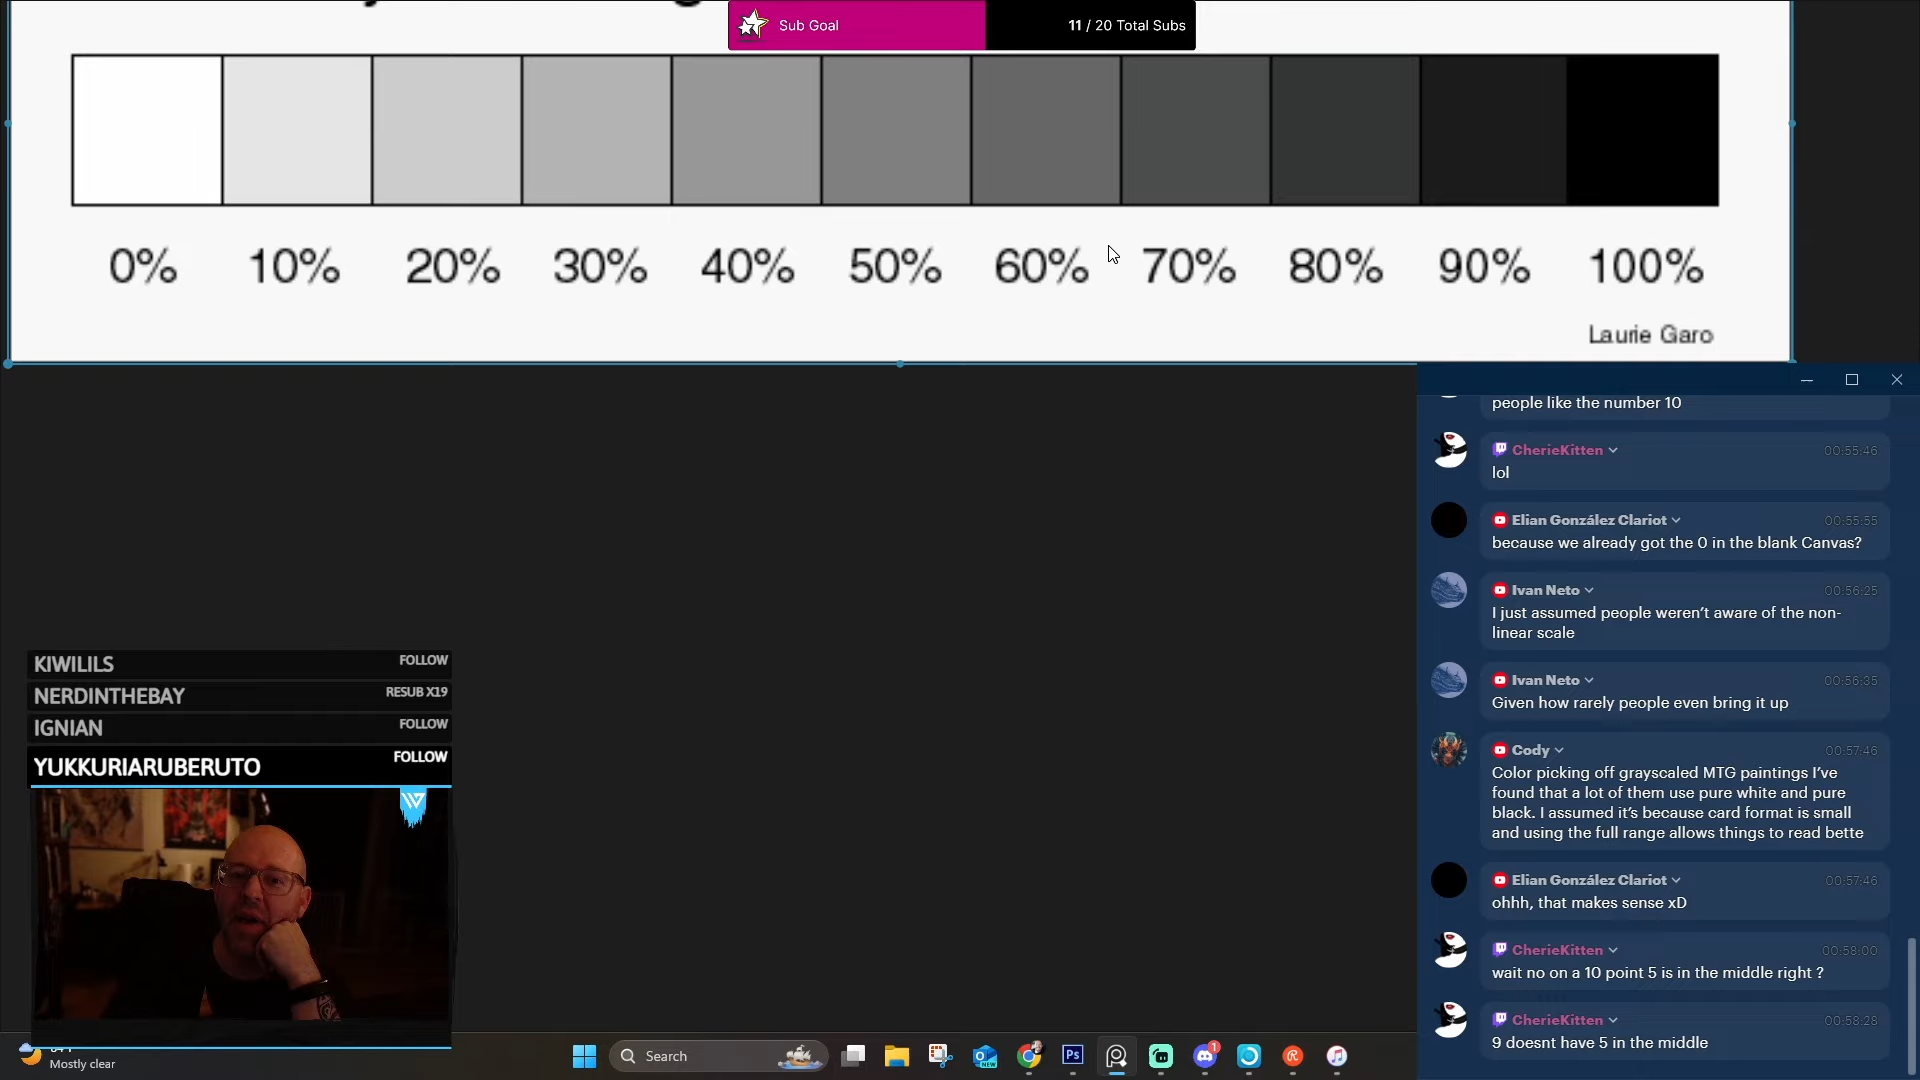 Sub Goal
11 / 20 Total Subs
0% 10% 20% 30% 40% 50% 60% 70% 80% 90% 100%
Laurie Garo
people like the number 10
CherieKitten 00:55:46
lol
Elian González Clariot 00:55:55
because we already got the 0 in the blank Canvas?
Ivan Neto 00:56:25
I just assumed people weren't aware of the non-
linear scale
Ivan Neto 00:56:35
Given how rarely people even bring it up
Cody 00:57:46
Color picking off grayscaled MTG paintings I've
found that a lot of them use pure white and pure
black. I assumed it's because card format is small
and using the full range allows things to read bette
Elian González Clariot 00:57:46
ohhh, that makes sense xD
CherieKitten 00:58:00
wait no on a 10 point 5 is in the middle right ?
CherieKitten 00:58:28
9 doesnt have 5 in the middle
KIWILILS FOLLOW
NERDINTHEBAY RESUB X19
IGNIAN FOLLOW
YUKKURIARUBERUTO FOLLOW
Mostly clear
Search
NEW
Ps
1